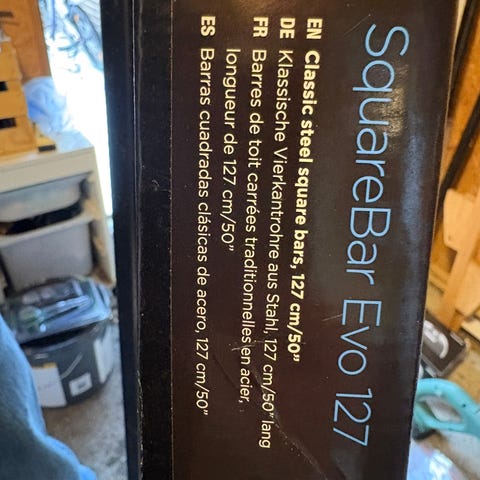 SquareBar Evo 127
EN Classic steel square bars, 127 cm/50"
DE Klassische Vierkantrohre aus Stahl, 127 cm/50" lang
FR Barres de toit carrées traditionnelles en acier,
longueur de 127 cm/50"
ES Barras cuadradas clásicas de acero, 127 cm/50"